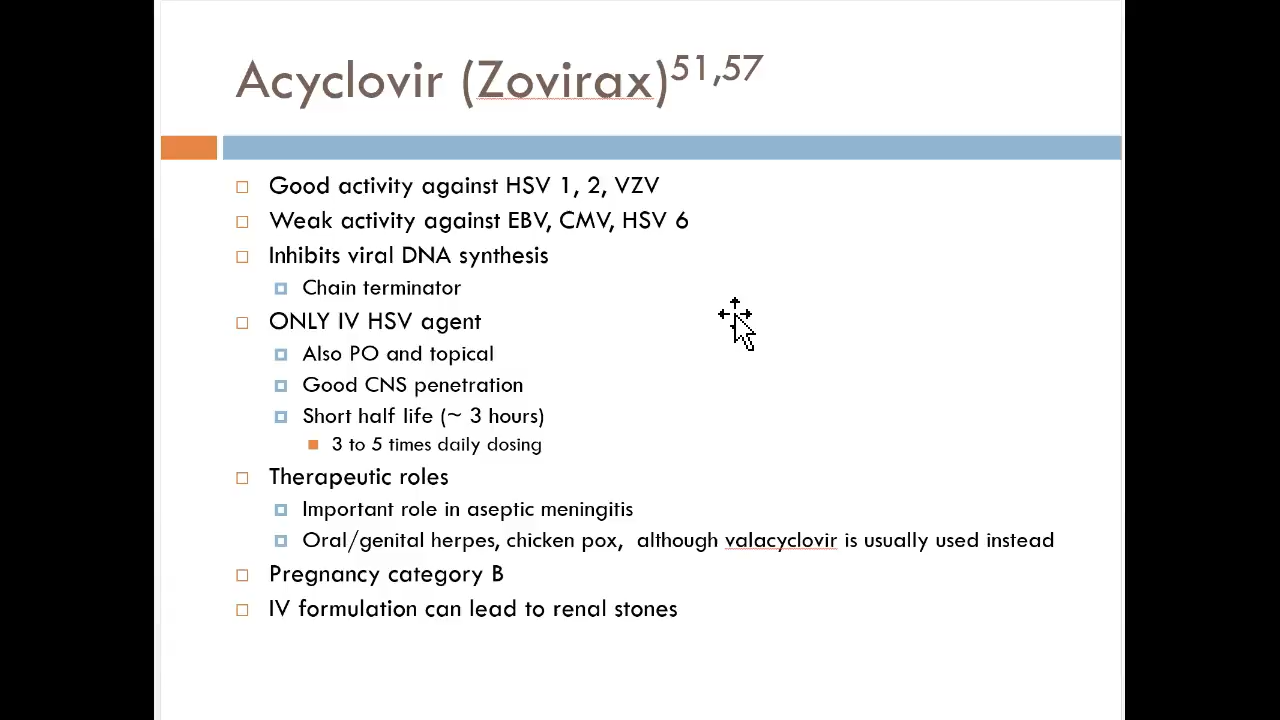 Acyclovir (Zovirax)51,57
Good activity against HSV 1, 2, VZV
Weak activity against EBV, CMV, HSV 6
Inhibits viral DNA synthesis
Chain terminator
ONLY IV HSV agent
Also PO and topical
Good CNS penetration
Short half life (~ 3 hours)
3 to 5 times daily dosing
Therapeutic roles
Important role in aseptic meningitis
Oral/genital herpes, chicken pox,  although valacyclovir is usually used instead
Pregnancy category B
IV formulation can lead to renal stones